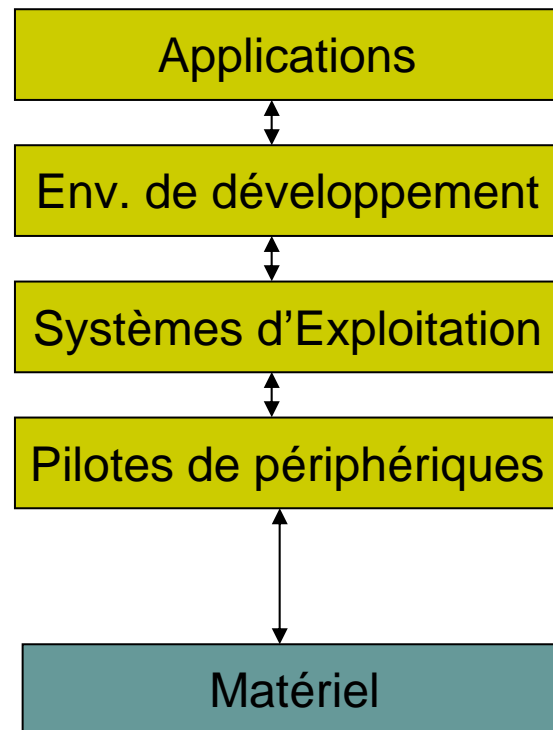 Applications
Env. de développement
Systèmes d’Exploitation
Pilotes de périphériques
Matériel